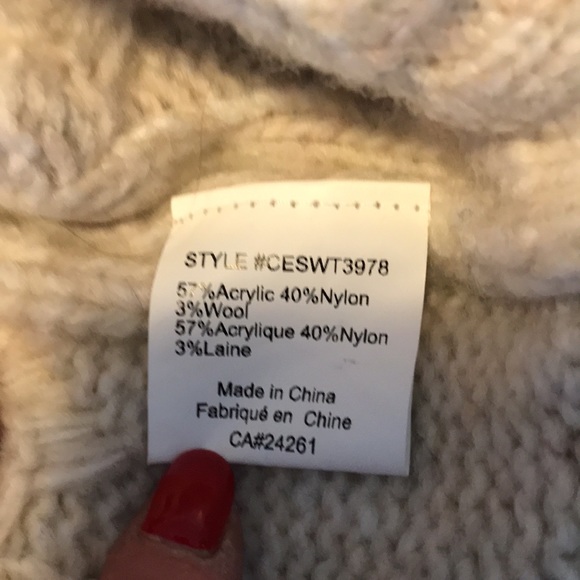 STYLE #CESWT3978
57%Acrylic 40%Nylon
3%Wool
57%Acrylique 40%Nylon
3%Laine
Made in China
Fabriqué en Chine
CA#24261